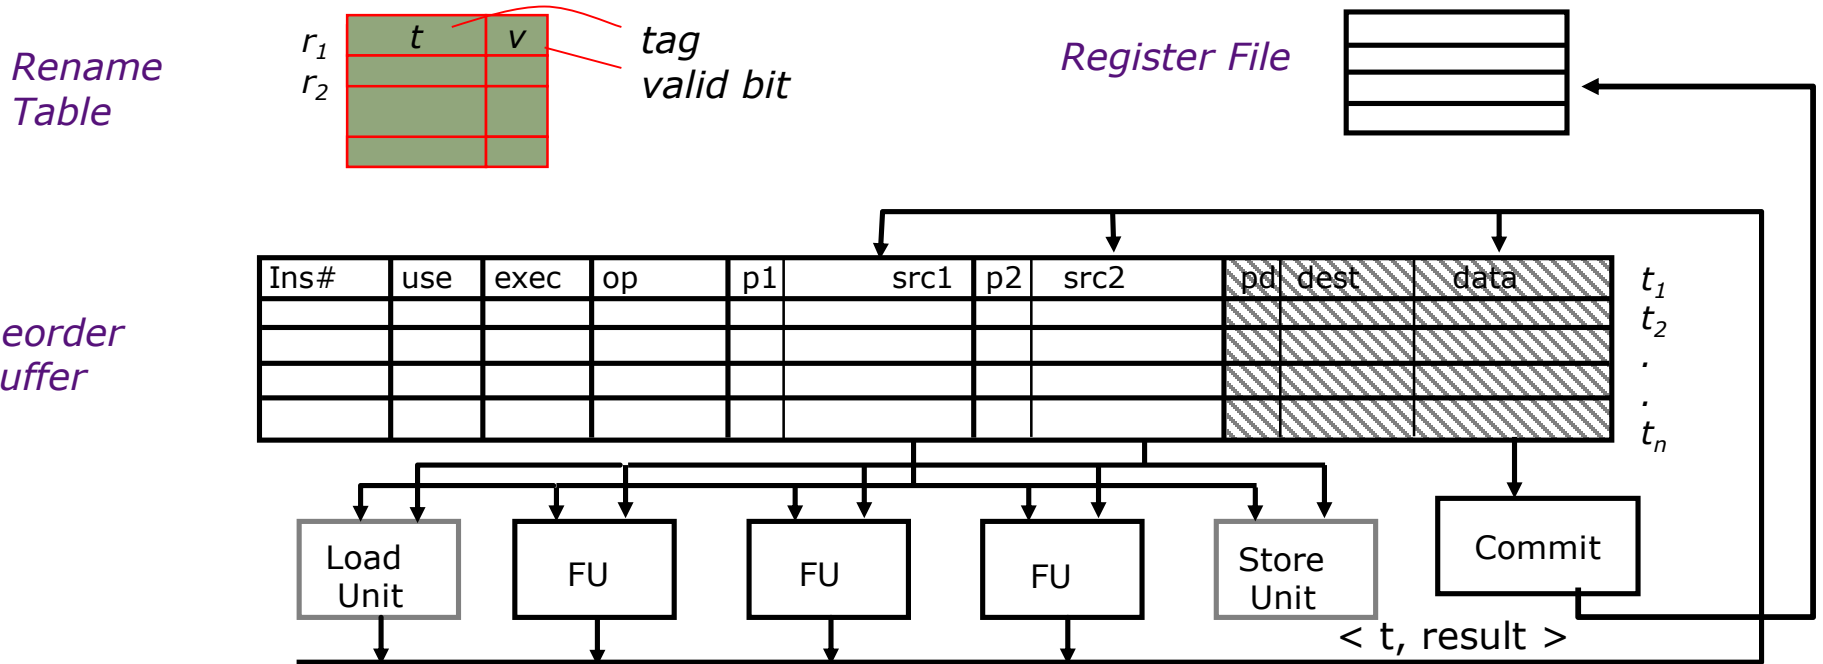 Rename
Table
r1
r2
t
v
tag
valid bit
Register File
Ins#
use
exec
op
p1
src1
p2
src2
pd
dest
data
t1
t2
.
.
tn
eorder
uffer
Load
Unit
FU
FU
FU
Store
Unit
Commit
< t, result >